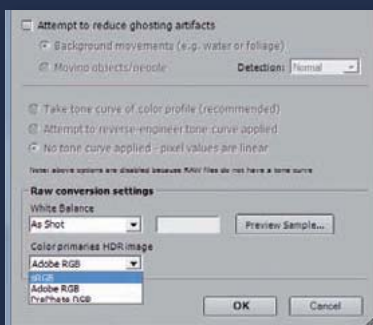 Attempt to reduce ghosting artifacts
Background movements (e.g. water or foliage)
Moving objects/people Detection: Normal
Take tone curve of color profile (recommended)
Attempt to reverse-engineer tone curve applied
No tone curve applied - pixel values are linear
Note: above options are disabled because RAW files do not have a tone curve
Raw conversion settings
White Balance
As Shot Preview Sample...
Color primaries HDR image
Adobe RGB
sRGB
Adobe RGB
ProPhoto RGB
OK Cancel